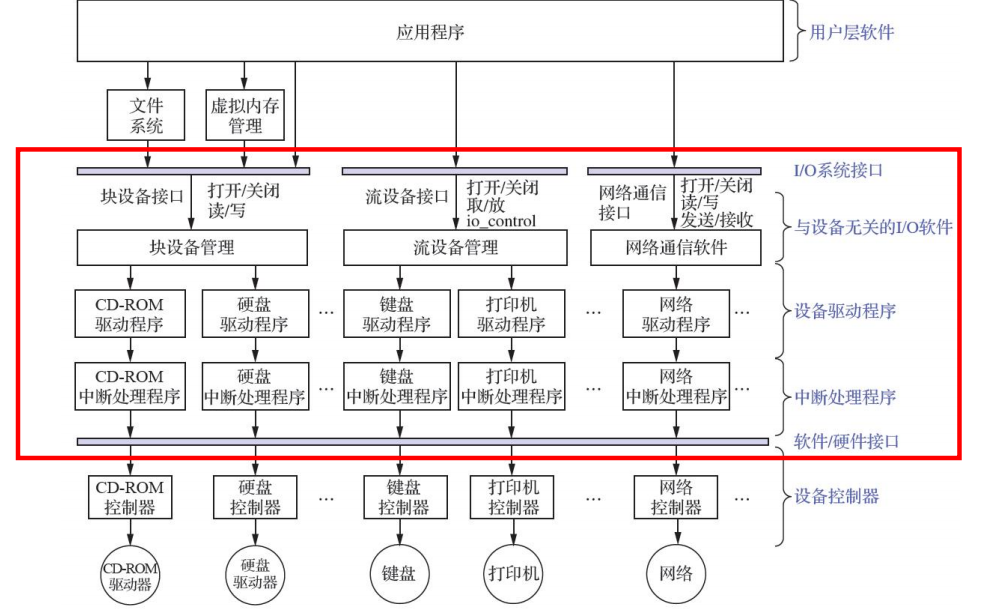 应用程序
用户层软件
文件
系统
虚拟内存
管理
I/O系统接口
块设备接口
打开/关闭
读/写
流设备接口
打开/关闭
取/放
io_control
网络通信
接口
打开/关闭
读/写
发送/接收
与设备无关的I/O软件
块设备管理
流设备管理
网络通信软件
CD-ROM
驱动程序
硬盘
驱动程序
…
键盘
驱动程序
打印机
驱动程序
…
网络
驱动程序
…
设备驱动程序
CD-ROM
中断处理程序
硬盘
中断处理程序
…
键盘
中断处理程序
打印机
中断处理程序
…
网络
中断处理程序
…
中断处理程序
软件/硬件接口
CD-ROM
控制器
硬盘
控制器
…
键盘
控制器
打印机
控制器
…
网络
控制器
…
设备控制器
CD-ROM
驱动器
硬盘
驱动器
键盘
打印机
网络